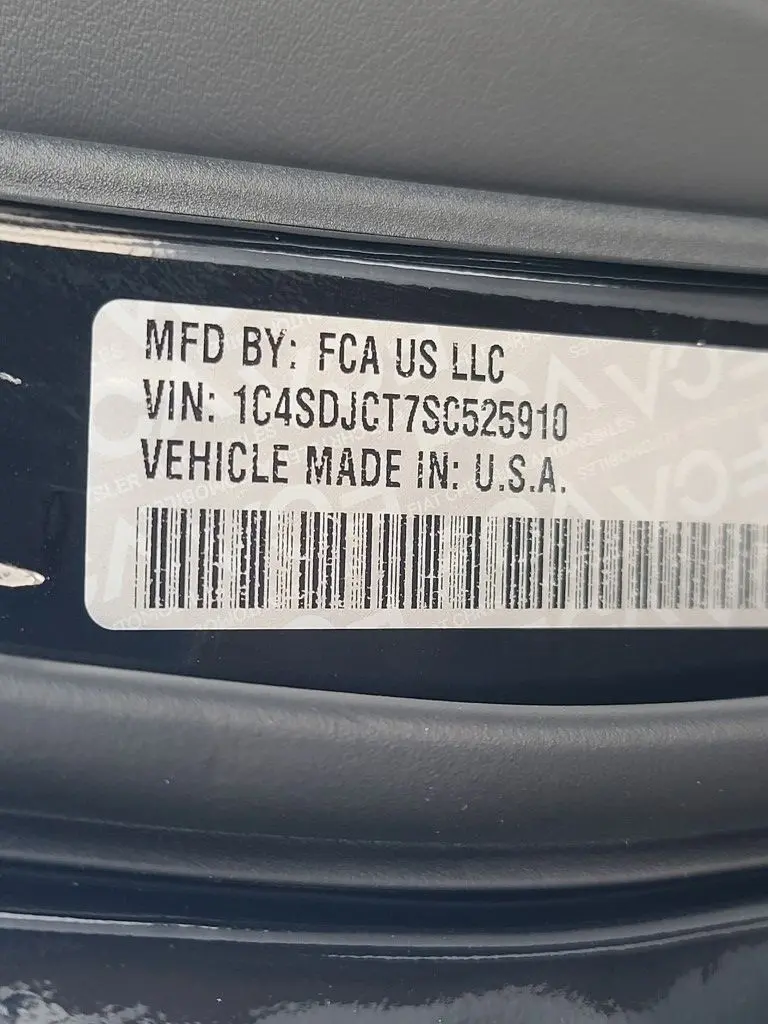 MFD BY: FCA US LLC
VIN: 1C4SDJCT7SC525910
VEHICLE MADE IN: U.S.A.